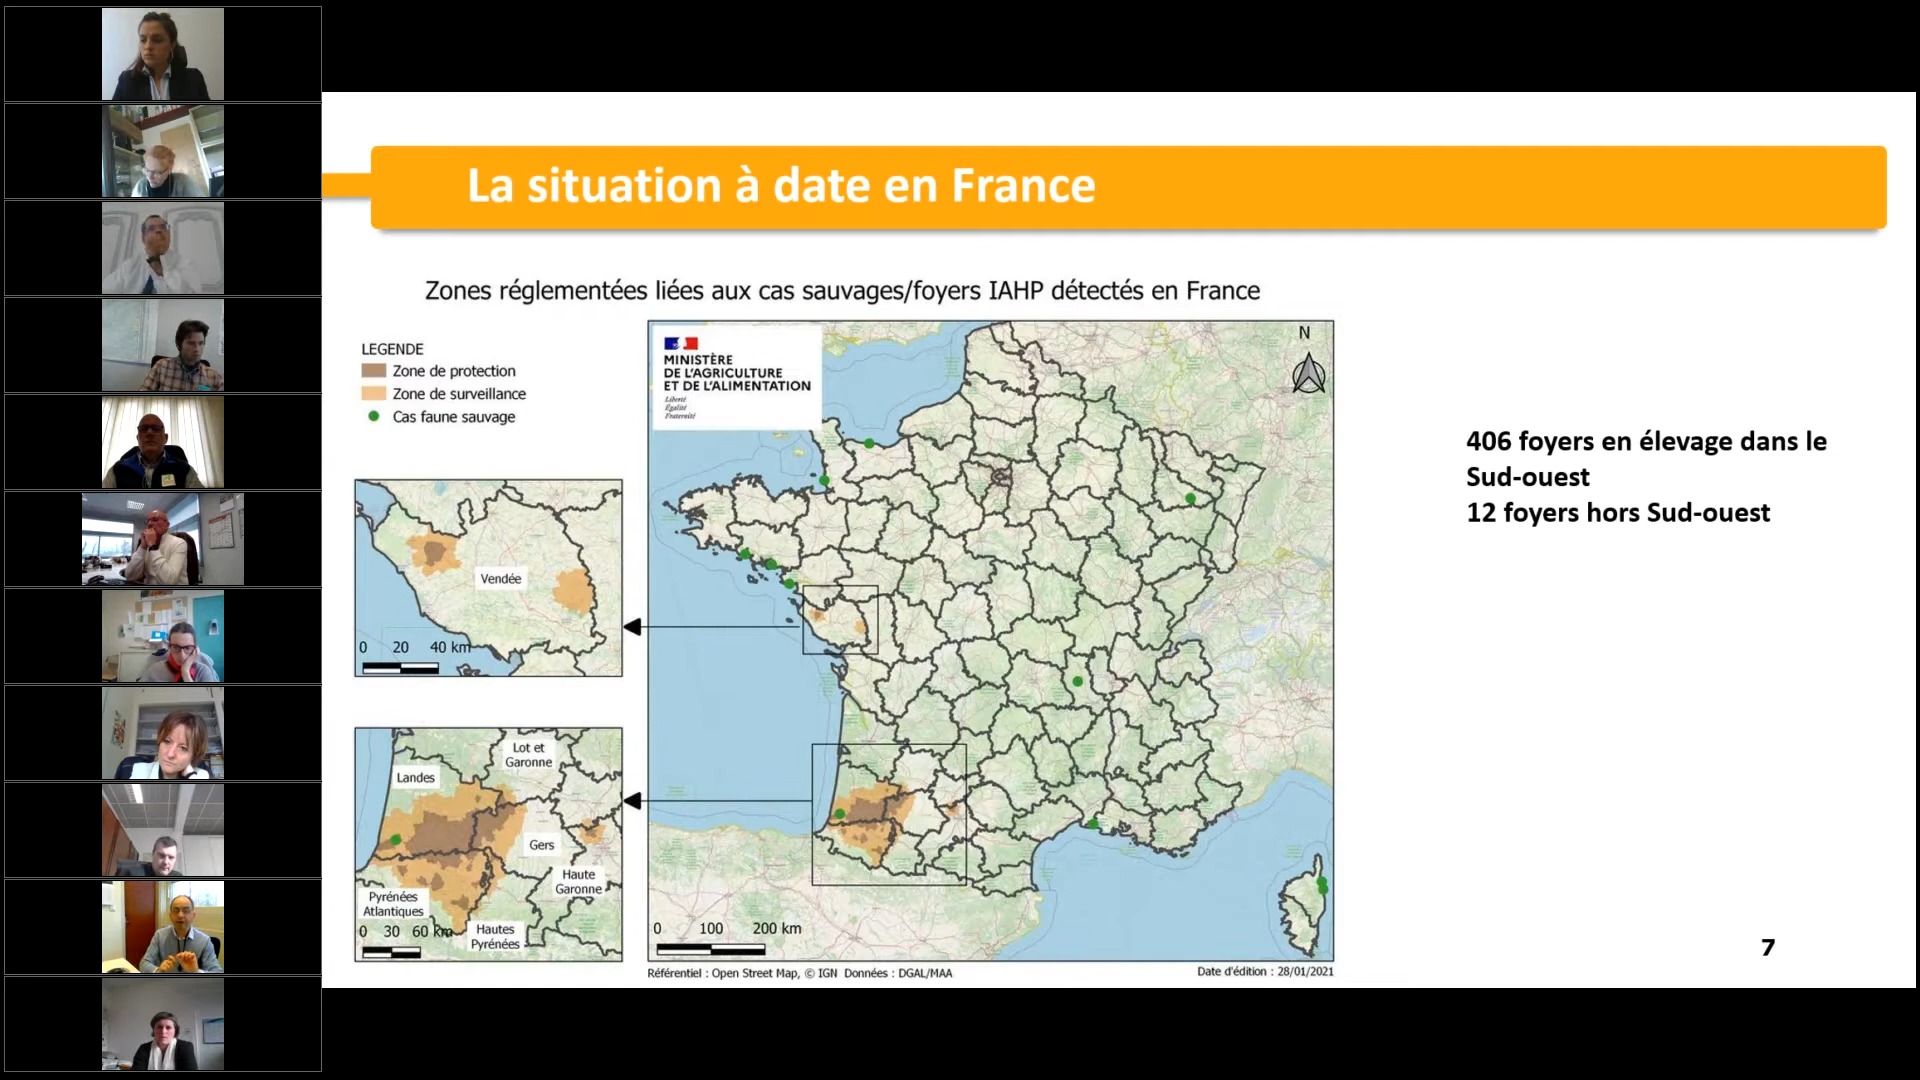 La situation à date en France
Zones réglementées liées aux cas sauvages/foyers IAHP détectés en France
LEGENDE
Zone de protection
Zone de surveillance
Cas faune sauvage
MINISTÈRE
DE L'AGRICULTURE
ET DE L'ALIMENTATION
Liberté
Égalité
Fraternité
N
Vendée
0 20 40 km
Lot et
Garonne
Landes
Gers
Haute
Garonne
Pyrénées
Atlantiques
Hautes
Pyrénées
0 30 60 km
0 100 200 km
Référentiel : Open Street Map, © IGN Données : DGAL/MAA
Date d'édition : 28/01/2021
406 foyers en élevage dans le
Sud-ouest
12 foyers hors Sud-ouest
7